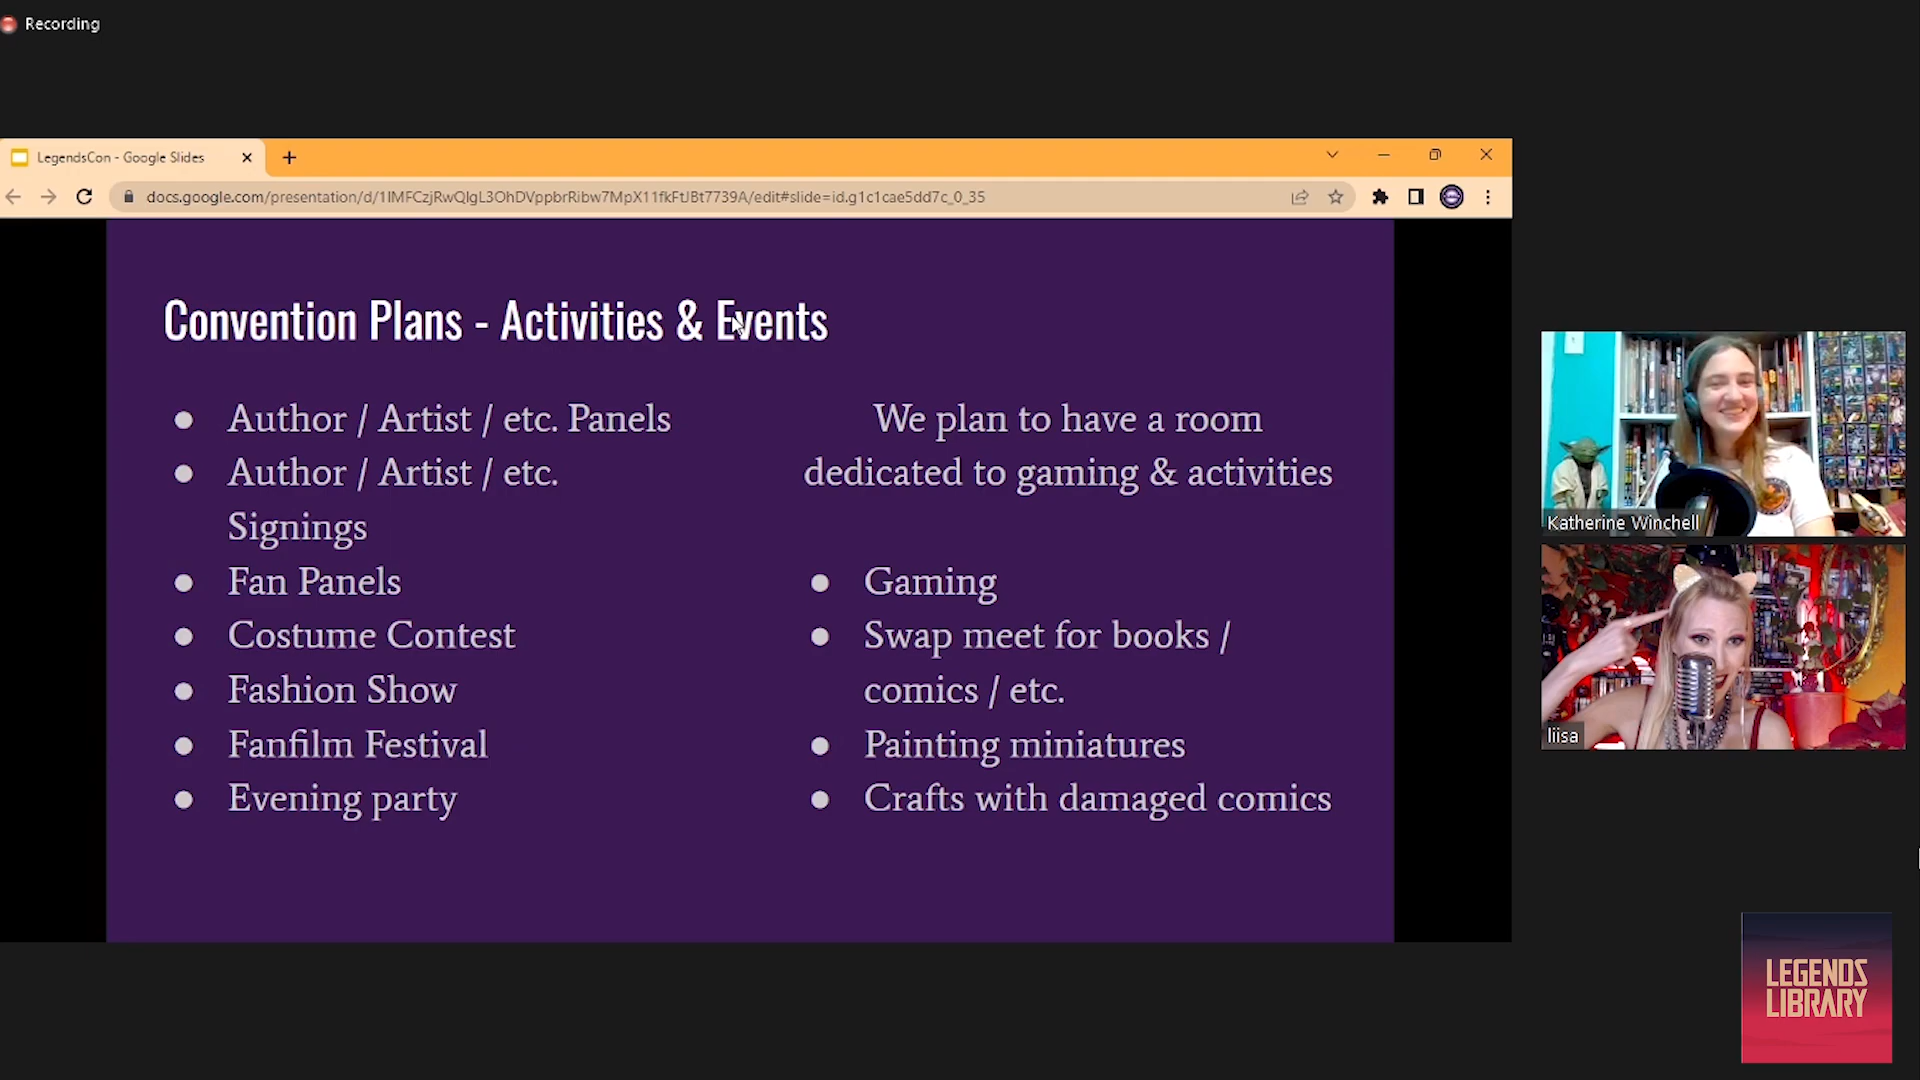 Recording
LegendsCon - Google Slides
docs.google.com/presentation/d/1IMFCzjRwQlgL3OhDVppbrRibw7MpX11fkFtJBt7739A/edit#slide=id.g1c1cae5dd7c_0_35
Convention Plans - Activities & Events
● Author / Artist / etc. Panels
● Author / Artist / etc.
Signings
● Fan Panels
● Costume Contest
● Fashion Show
● Fanfilm Festival
● Evening party
We plan to have a room
dedicated to gaming & activities
● Gaming
● Swap meet for books /
comics / etc.
● Painting miniatures
● Crafts with damaged comics
Katherine Winchell
liisa
LEGENDS
LIBRARY